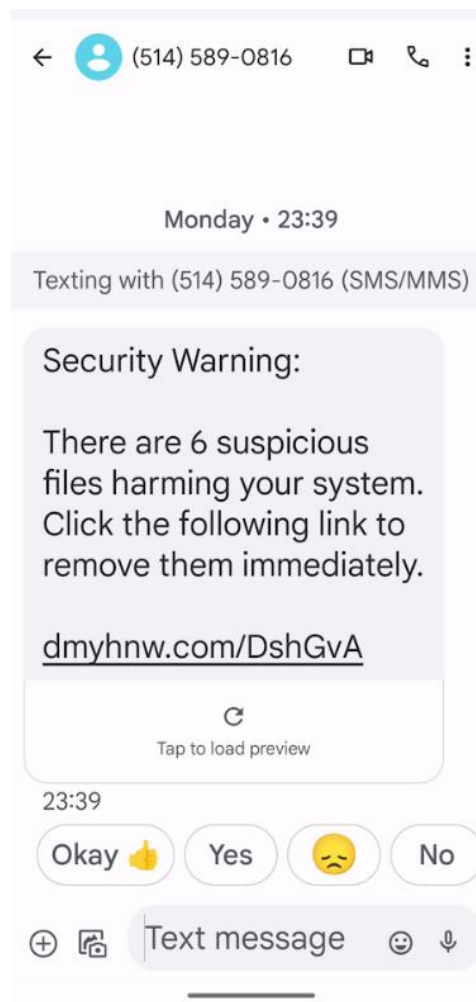 (514) 589-0816
Monday • 23:39
Texting with (514) 589-0816 (SMS/MMS)
Security Warning:
There are 6 suspicious
files harming your system.
Click the following link to
remove them immediately.
dmyhnw.com/DshGvA
Tap to load preview
23:39
Okay 👍 Yes 😞 No
Text message